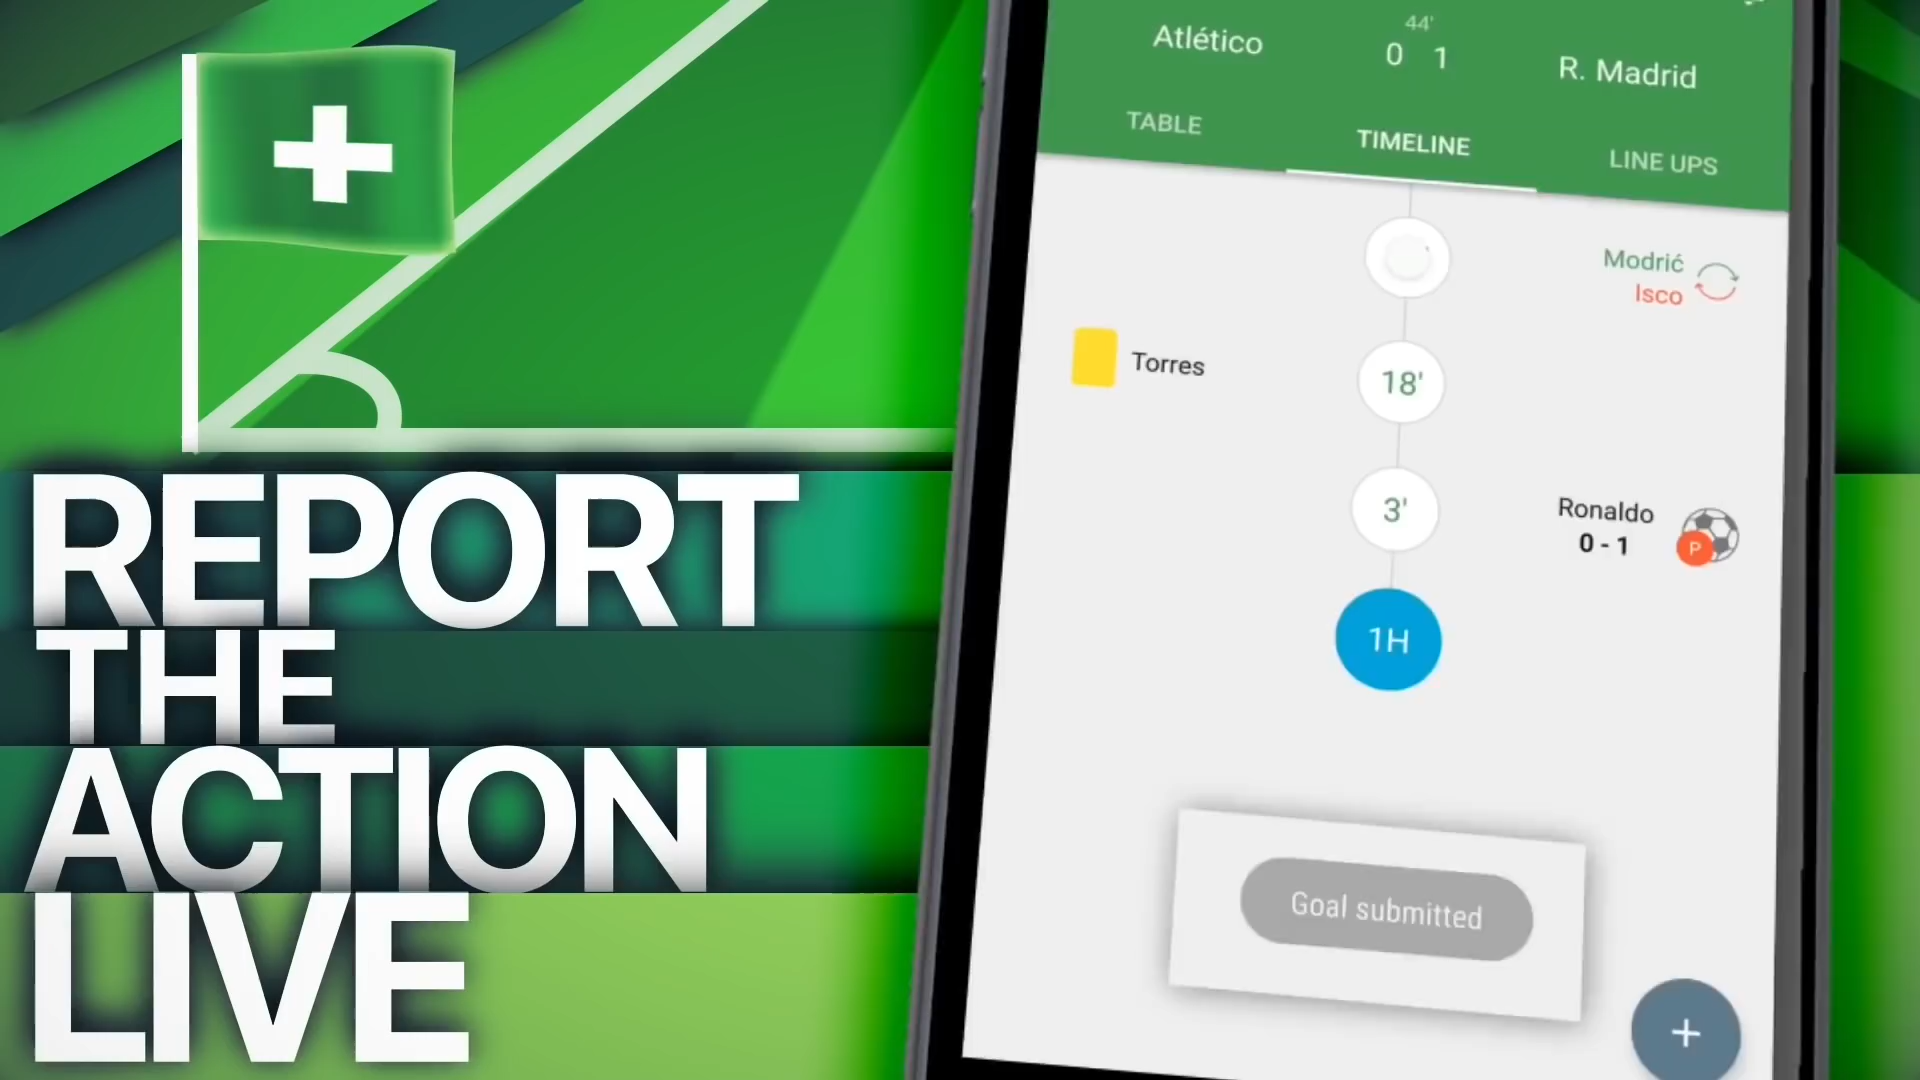 REPORT
THE
ACTION
LIVE
44'
Atlético
0 1
R. Madrid
TABLE
TIMELINE
LINE UPS
Modrić
Isco
Torres
18'
3'
Ronaldo
0 - 1
P
1H
Goal submitted
+